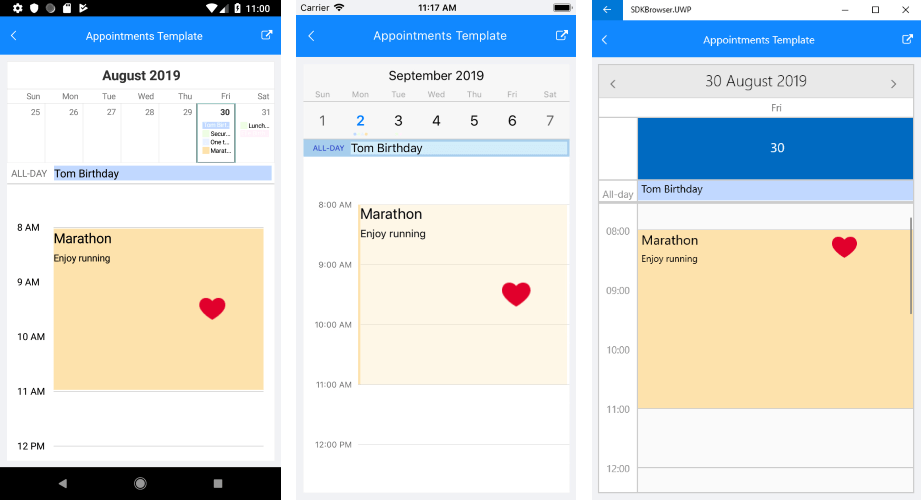 11:00
Appointments Template
August 2019
Sun Mon Tue Wed Thu Fri Sat
25 26 27 28 29 30 31
Tom Birt...
Lunch...
Secur...
One t...
Marat...
ALL-DAY Tom Birthday
8 AM
Marathon
Enjoy running
9 AM
10 AM
11 AM
12 PM
Carrier 11:17 AM
Appointments Template
September 2019
Sun Mon Tue Wed Thu Fri Sat
1 2 3 4 5 6 7
ALL-DAY Tom Birthday
8:00 AM
Marathon
Enjoy running
9:00 AM
10:00 AM
11:00 AM
12:00 PM
SDKBrowser.UWP
Appointments Template
30 August 2019
Fri
30
All-day Tom Birthday
08:00
Marathon
Enjoy running
09:00
10:00
11:00
12:00